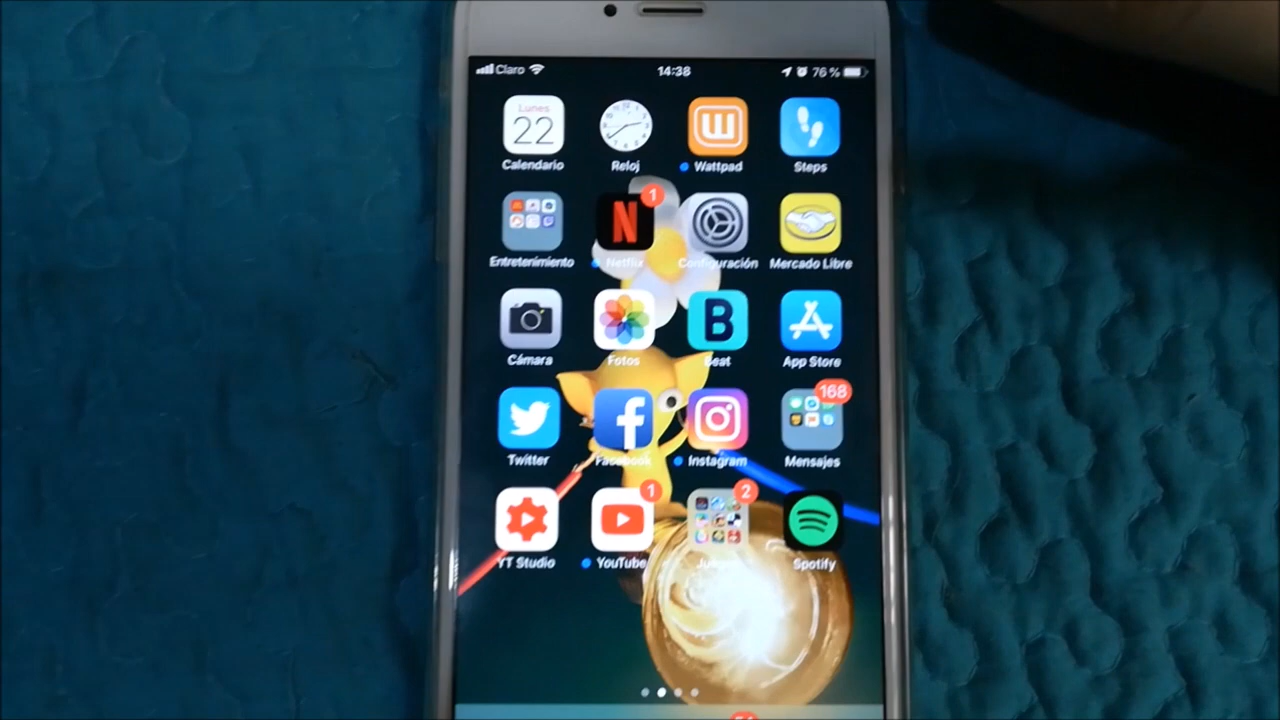 Claro 14:38 76 %
Lunes
22
Calendario Reloj Wattpad Steps
1
N
Entretenimiento Netflix Configuración Mercado Libre
B
Cámara Fotos Beat App Store
168
Twitter Facebook Instagram Mensajes
1 2
YT Studio YouTube Spotify